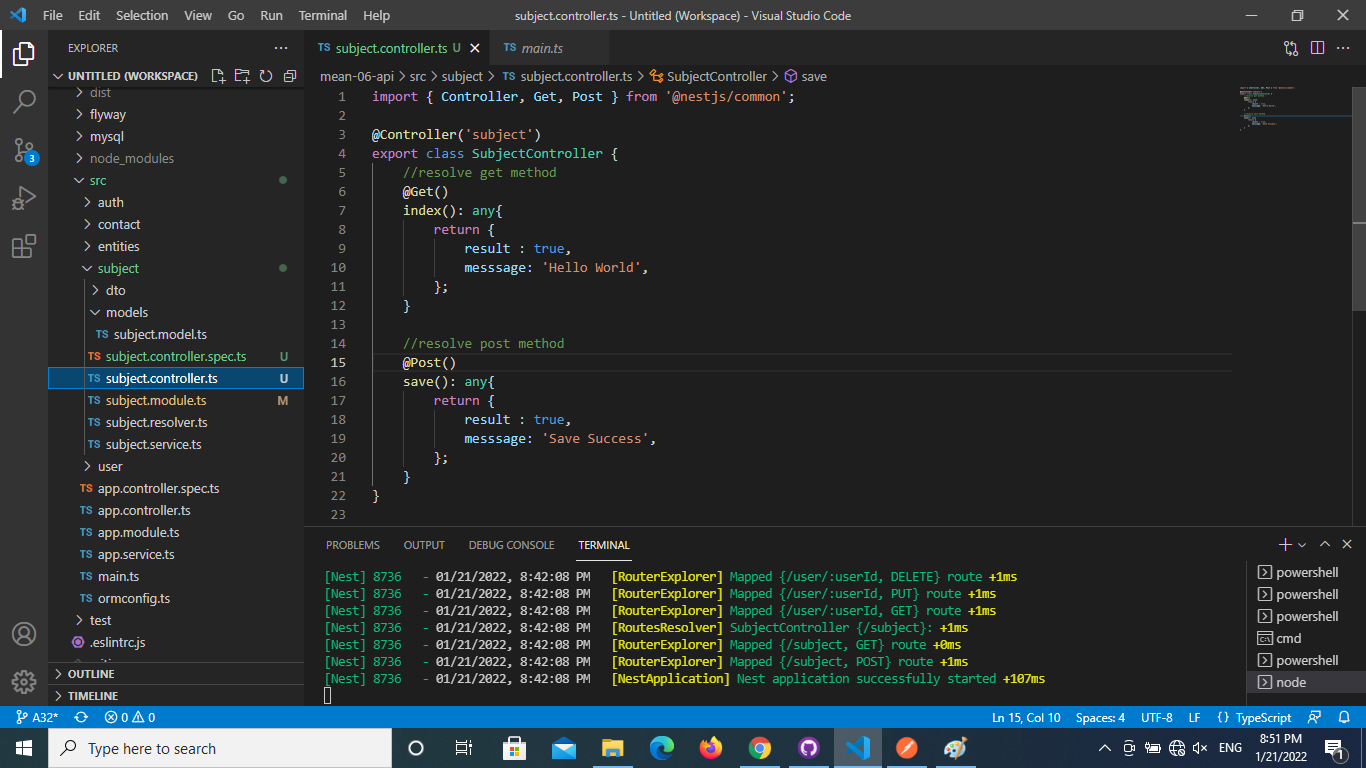 File Edit Selection View Go Run Terminal Help subject.controller.ts - Untitled (Workspace) - Visual Studio Code
EXPLORER
UNTITLED (WORKSPACE)
dist
flyway
mysql
node_modules
src
auth
contact
entities
subject
dto
models
TS subject.model.ts
TS subject.controller.spec.ts U
TS subject.controller.ts U
TS subject.module.ts M
TS subject.resolver.ts
TS subject.service.ts
user
TS app.controller.spec.ts
TS app.controller.ts
TS app.module.ts
TS app.service.ts
TS main.ts
TS ormconfig.ts
test
.eslintrc.js
OUTLINE
TIMELINE
3
TS subject.controller.ts U
TS main.ts
mean-06-api > src > subject > TS subject.controller.ts > SubjectController > save
1 import { Controller, Get, Post } from '@nestjs/common';
2
3 @Controller('subject')
4 export class SubjectController {
5 //resolve get method
6 @Get()
7 index(): any{
8 return {
9 result : true,
10 messsage: 'Hello World',
11 };
12 }
13
14 //resolve post method
15 @Post()
16 save(): any{
17 return {
18 result : true,
19 messsage: 'Save Success',
20 };
21 }
22 }
23
PROBLEMS OUTPUT DEBUG CONSOLE TERMINAL
[Nest] 8736 - 01/21/2022, 8:42:08 PM [RouterExplorer] Mapped {/user/:userId, DELETE} route +1ms
[Nest] 8736 - 01/21/2022, 8:42:08 PM [RouterExplorer] Mapped {/user/:userId, PUT} route +1ms
[Nest] 8736 - 01/21/2022, 8:42:08 PM [RouterExplorer] Mapped {/user/:userId, GET} route +1ms
[Nest] 8736 - 01/21/2022, 8:42:08 PM [RoutesResolver] SubjectController {/subject}: +1ms
[Nest] 8736 - 01/21/2022, 8:42:08 PM [RouterExplorer] Mapped {/subject, GET} route +0ms
[Nest] 8736 - 01/21/2022, 8:42:08 PM [RouterExplorer] Mapped {/subject, POST} route +1ms
[Nest] 8736 - 01/21/2022, 8:42:08 PM [NestApplication] Nest application successfully started +107ms
powershell
powershell
powershell
cmd
powershell
node
A32* 0 0 Ln 15, Col 10 Spaces: 4 UTF-8 LF {} TypeScript
Type here to search
ENG
8:51 PM
1/21/2022
1